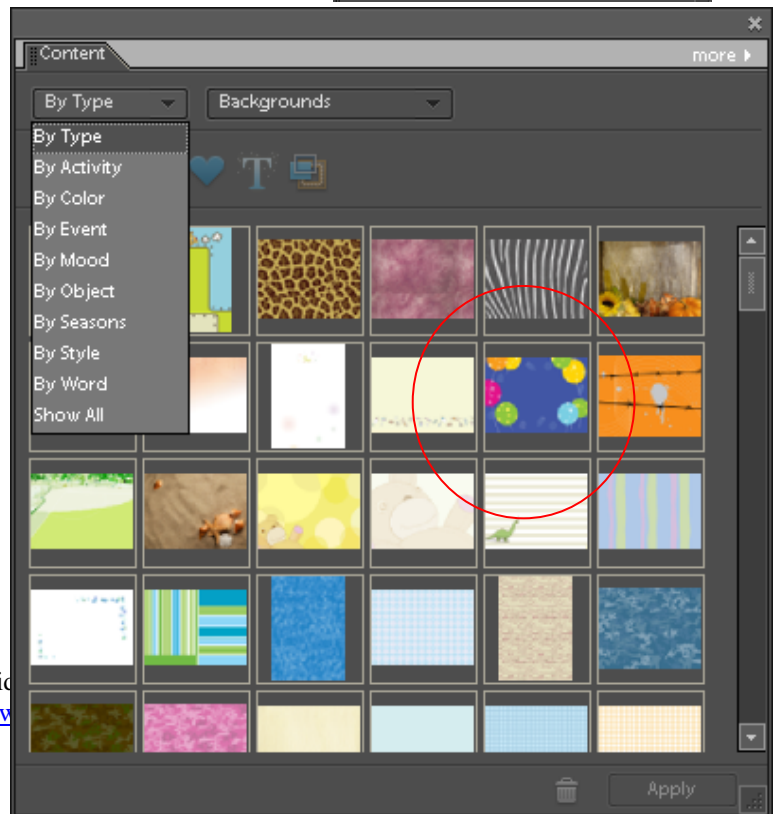 Content
more
By Type
Backgrounds
By Type
By Activity
T
By Color
By Event
By Mood
By Object
By Seasons
By Style
By Word
Show All
Apply